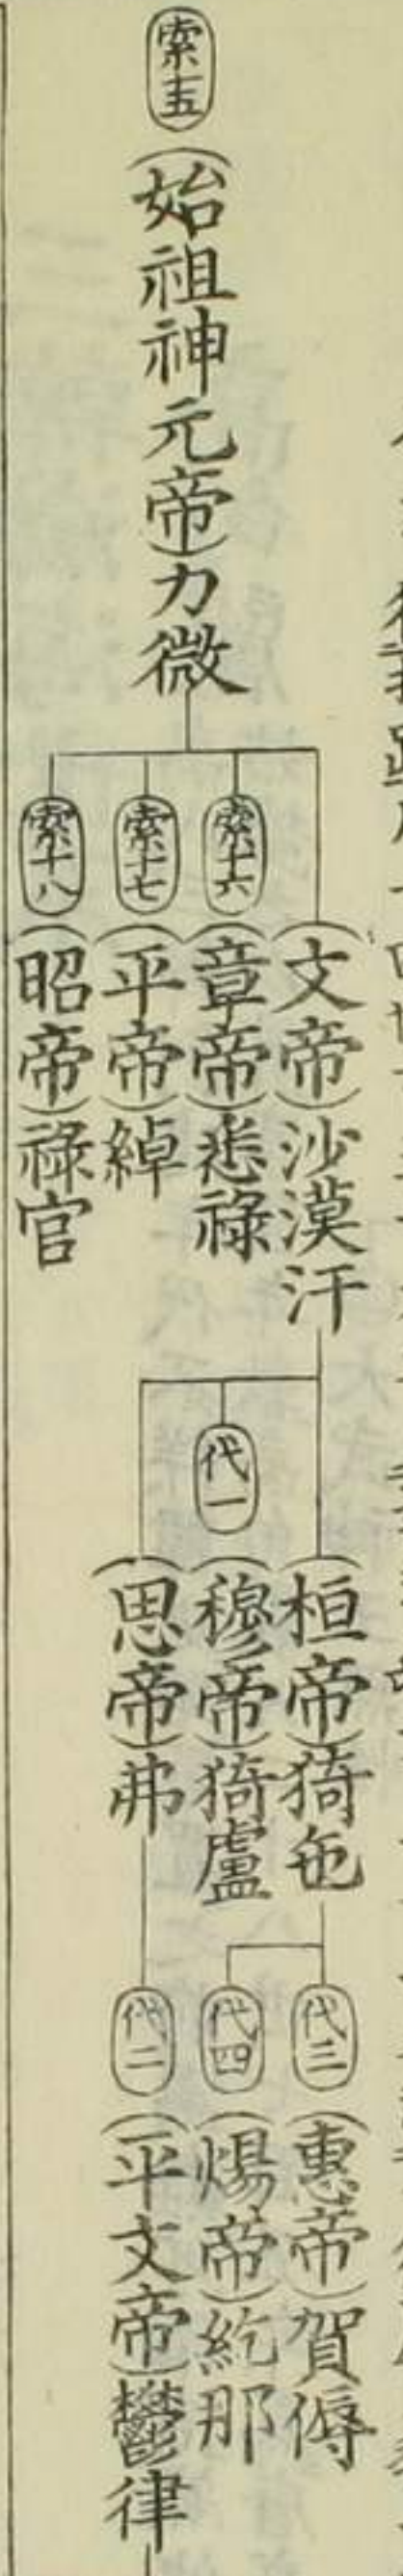 索十五
(始祖神元帝)力微
(文帝)沙漠汗
索十六
(章帝)悉祿
索十七
(平帝)綽
索十八
(昭帝)祿官
(桓帝)猗㐌
代一
(穆帝)猗盧
(思帝)弗
代三
(惠帝)賀傉
代四
(煬帝)紇那
代二
(平文帝)鬱律